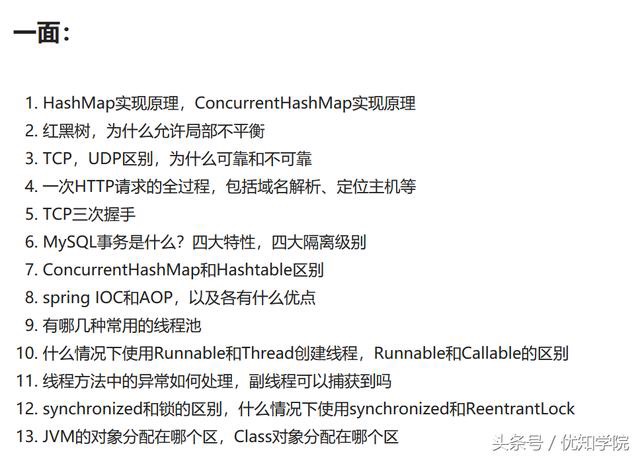 一面：
1. HashMap实现原理，ConcurrentHashMap实现原理
2. 红黑树，为什么允许局部不平衡
3. TCP，UDP区别，为什么可靠和不可靠
4. 一次HTTP请求的全过程，包括域名解析、定位主机等
5. TCP三次握手
6. MySQL事务是什么？四大特性，四大隔离级别
7. ConcurrentHashMap和Hashtable区别
8. spring IOC和AOP，以及各有什么优点
9. 有哪几种常用的线程池
10. 什么情况下使用Runnable和Thread创建线程，Runnable和Callable的区别
11. 线程方法中的异常如何处理，副线程可以捕获到吗
12. synchronized和锁的区别，什么情况下使用synchronized和ReentrantLock
13. JVM的对象分配在哪个区，Class对象分配在哪个区
头条号 / 优知学院